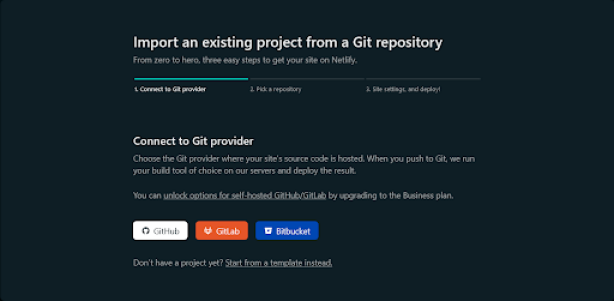 Import an existing project from a Git repository
From zero to hero, three easy steps to get your site on Netlify.
1. Connect to Git provider
2. Pick a repository
3. Site settings, and deploy!
Connect to Git provider
Choose the Git provider where your site's source code is hosted. When you push to Git, we run
your build tool of choice on our servers and deploy the result.
You can unlock options for self-hosted GitHub/GitLab by upgrading to the Business plan.
GitHub
GitLab
Bitbucket
Don't have a project yet? Start from a template instead.